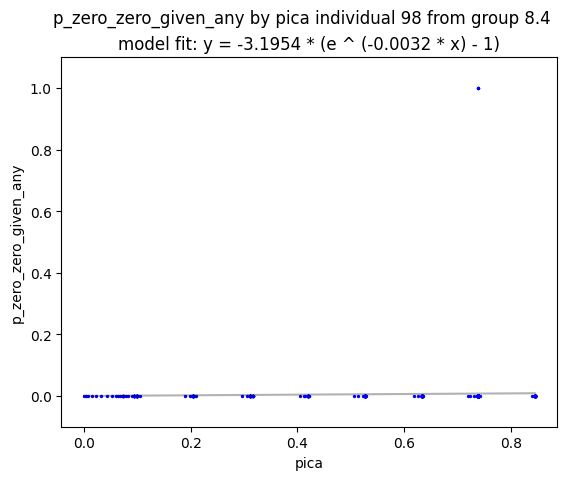 p_zero_zero_given_any by pica individual 98 from group 8.4
model fit: y = -3.1954 * (e ^ (-0.0032 * x) - 1)
1.0
0.8
0.6
0.4
0.2
0.0
p_zero_zero_given_any
0.0 0.2 0.4 0.6 0.8
pica